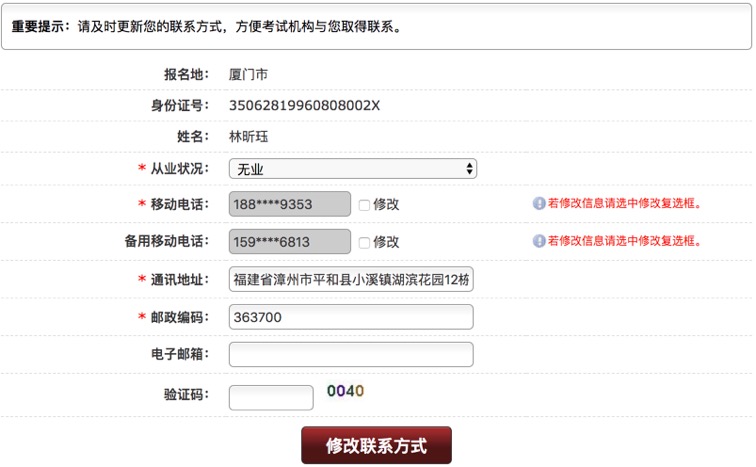 重要提示：请及时更新您的联系方式，方便考试机构与您取得联系。
报名地： 厦门市
身份证号： 35062819960808002X
姓名： 林昕珏
* 从业状况： 无业
* 移动电话： 188****9353 修改 若修改信息请选中修改复选框。
备用移动电话： 159****6813 修改 若修改信息请选中修改复选框。
* 通讯地址： 福建省漳州市平和县小溪镇湖滨花园12栋
* 邮政编码： 363700
电子邮箱：
验证码： 0040
修改联系方式